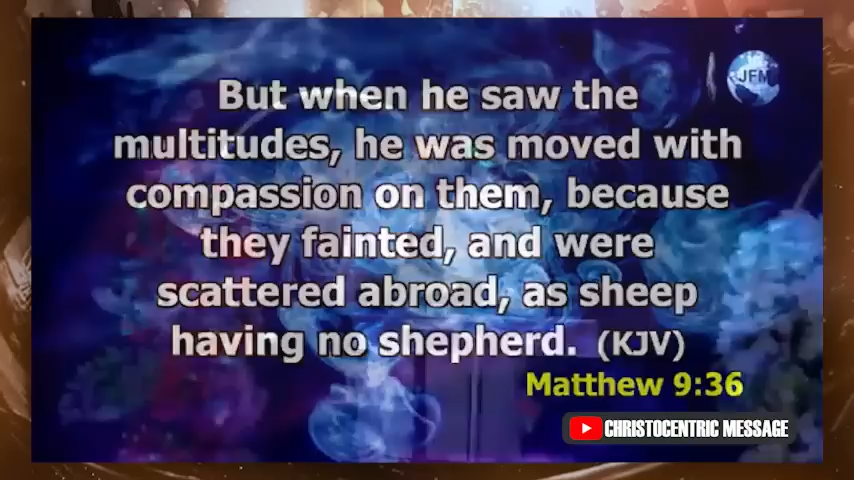 JFM
But when he saw the
multitudes, he was moved with
compassion on them, because
they fainted, and were
scattered abroad, as sheep
having no shepherd. (KJV)
Matthew 9:36
CHRISTOCENTRIC MESSAGE